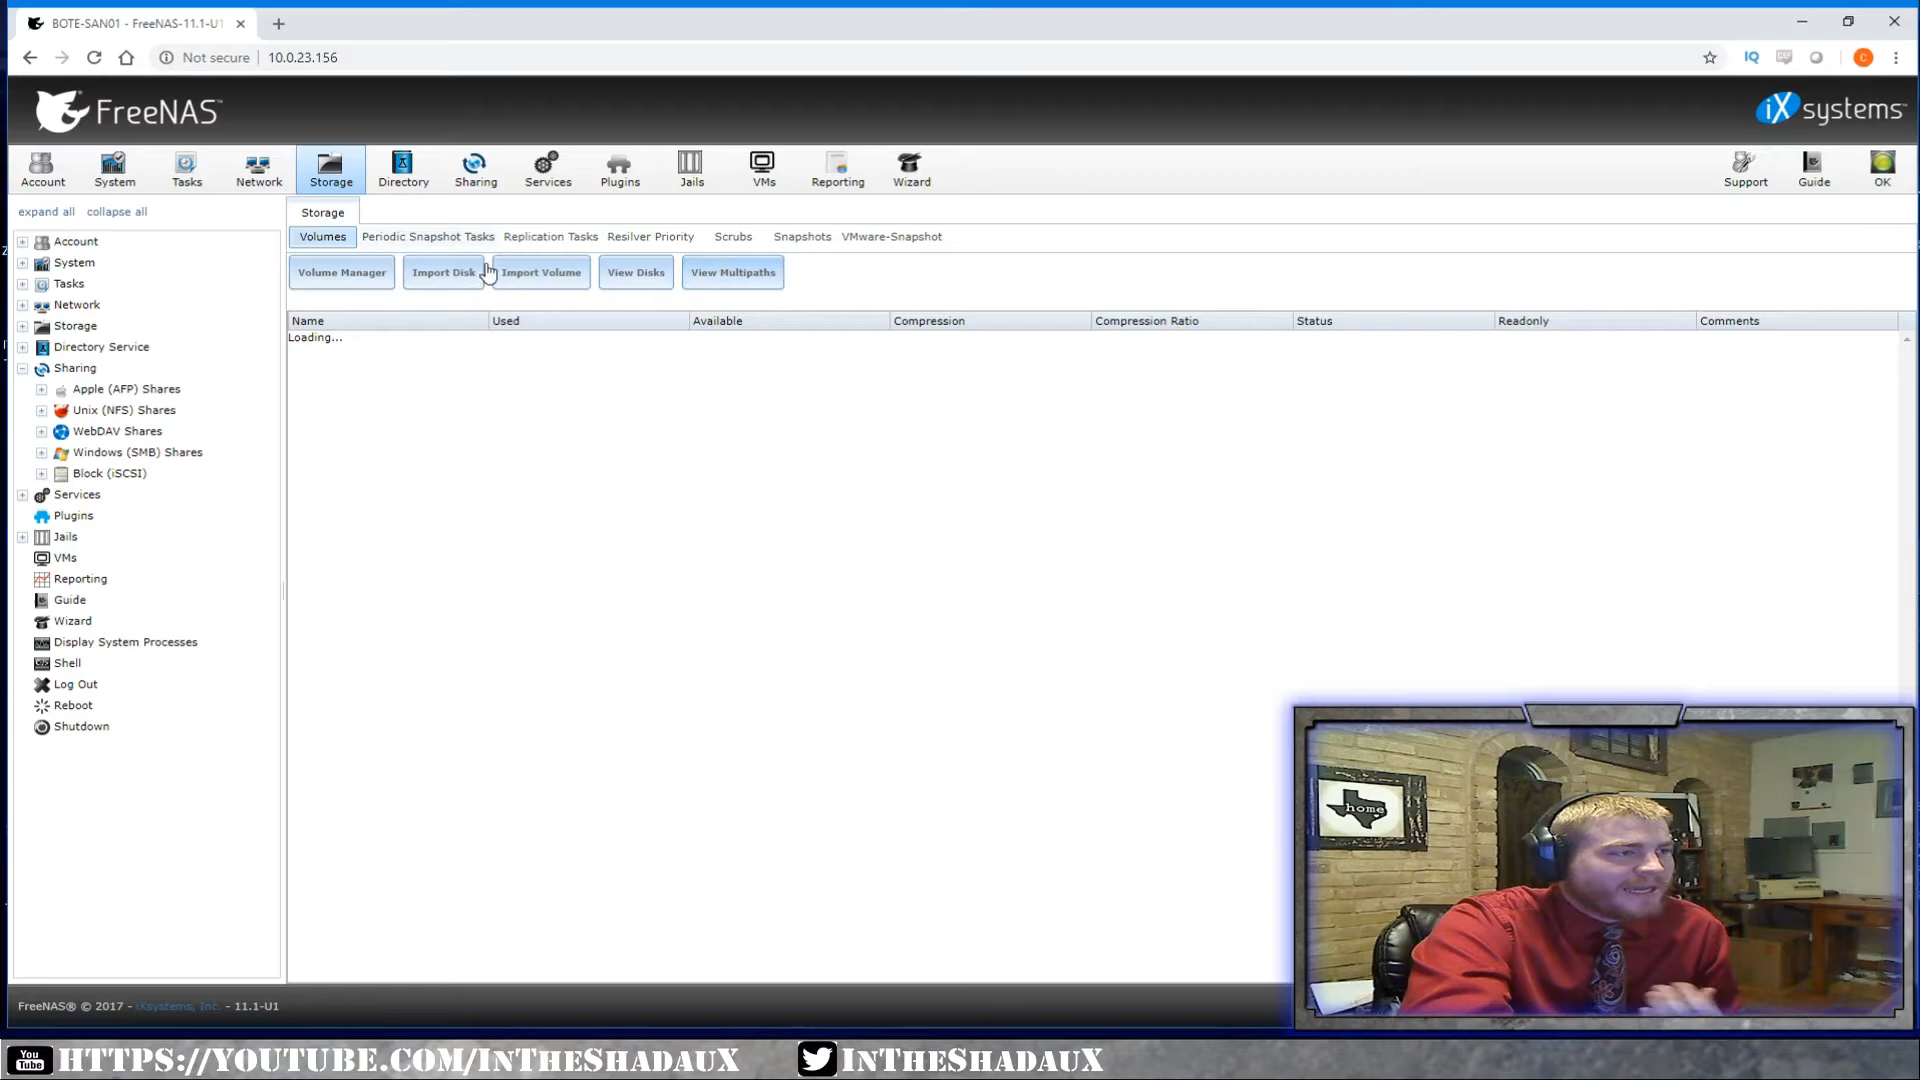 BOTE-SAN01 - FreeNAS-11.1-U1
Not secure 10.0.23.156
IQ
C
FreeNAS™
iXsystems™
Account System Tasks Network Storage Directory Sharing Services Plugins Jails VMs Reporting Wizard Support Guide OK
expand all collapse all
Account
System
Tasks
Network
Storage
Directory Service
Sharing
Apple (AFP) Shares
Unix (NFS) Shares
WebDAV Shares
Windows (SMB) Shares
Block (iSCSI)
Services
Plugins
Jails
VMs
Reporting
Guide
Wizard
Display System Processes
Shell
Log Out
Reboot
Shutdown
Storage
Volumes Periodic Snapshot Tasks Replication Tasks Resilver Priority Scrubs Snapshots VMware-Snapshot
Volume Manager Import Disk Import Volume View Disks View Multipaths
Name Used Available Compression Compression Ratio Status Readonly Comments
Loading...
home
FreeNAS® © 2017 - iXsystems, Inc. - 11.1-U1
You Tube HTTPS://YOUTUBE.COM/INTHESHADAUX INTHESHADAUX